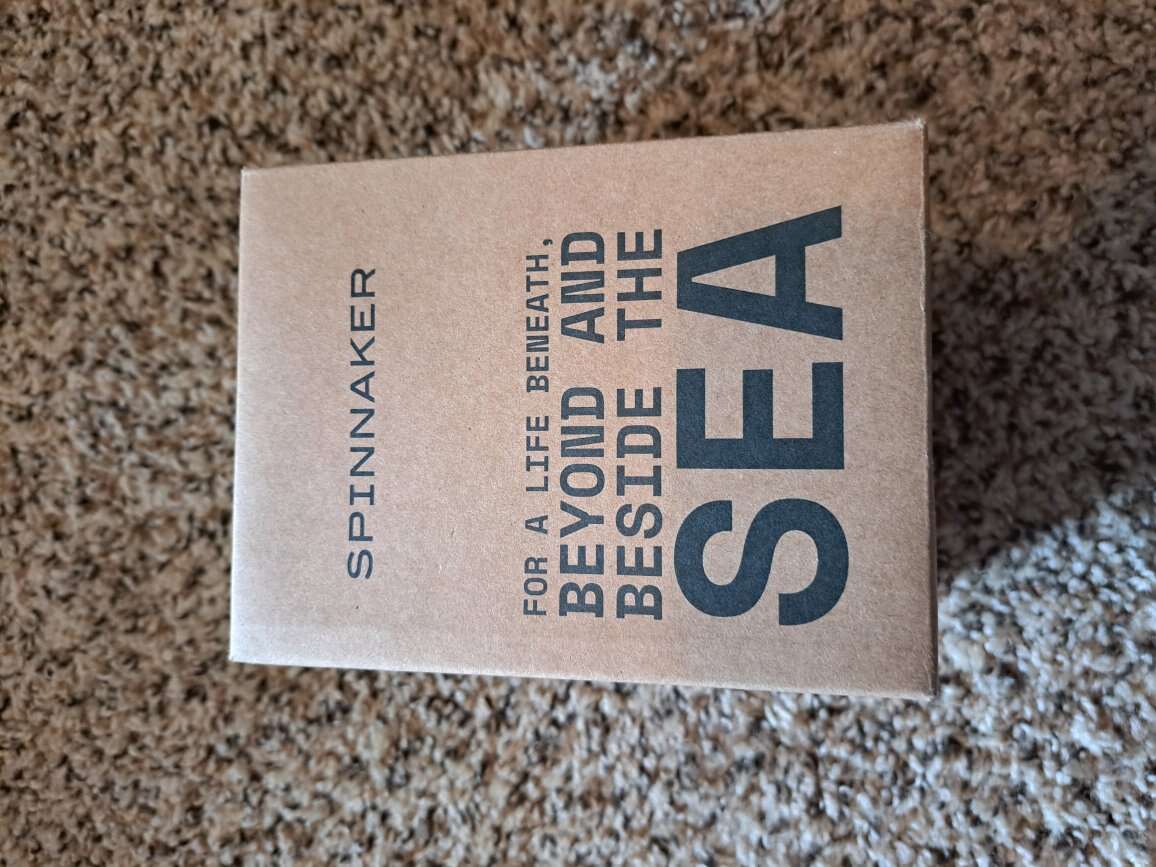 SPINNAKER
FOR A LIFE BENEATH,
BEYOND AND
BESIDE THE
SEA